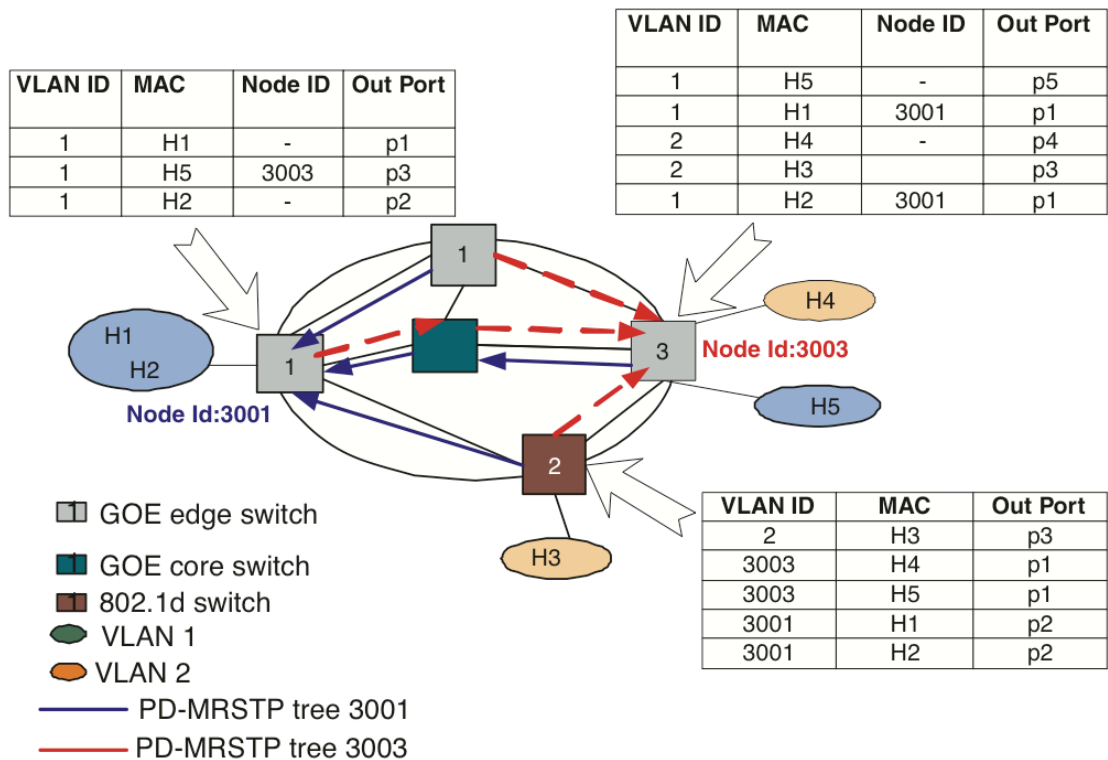 VLAN ID MAC Node ID Out Port
1 H5 - p5
1 H1 3001 p1
2 H4 - p4
2 H3 p3
1 H2 3001 p1
VLAN ID MAC Node ID Out Port
1 H1 - p1
1 H5 3003 p3
1 H2 - p2
1
H4
H1
H2
1
3
Node Id:3003
Node Id:3001
H5
2
H3
VLAN ID MAC Out Port
2 H3 p3
3003 H4 p1
3003 H5 p1
3001 H1 p2
3001 H2 p2
1 GOE edge switch
1 GOE core switch
1 802.1d switch
VLAN 1
VLAN 2
PD-MRSTP tree 3001
PD-MRSTP tree 3003